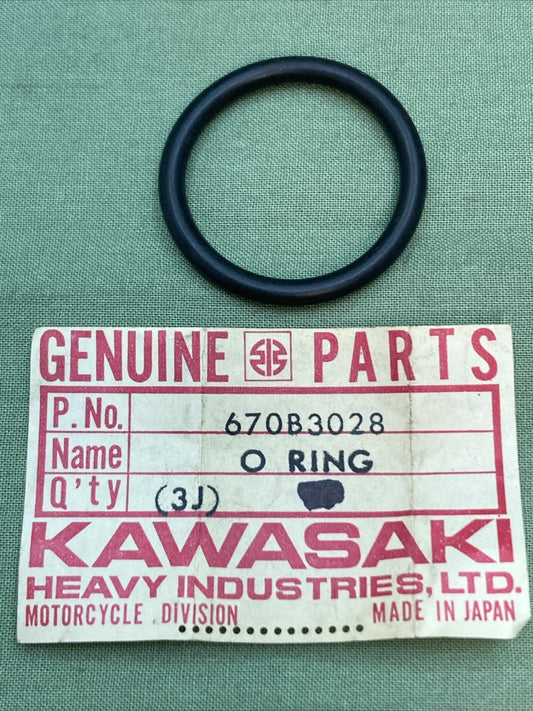 GENUINE PARTS
P. No. 670B3028
Name O RING
Q'ty (3J)
KAWASAKI
HEAVY INDUSTRIES, LTD.
MOTORCYCLE DIVISION MADE IN JAPAN